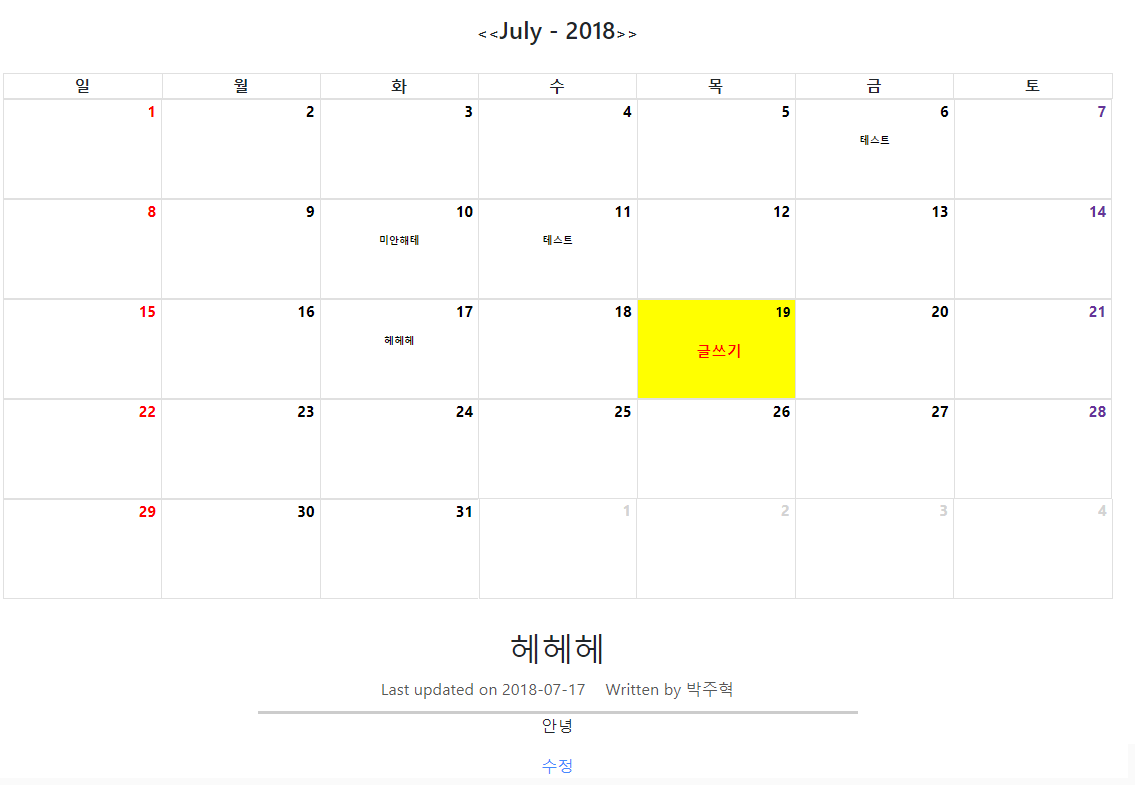 <<July - 2018>>
일 월 화 수 목 금 토
1 2 3 4 5 6 7
테스트
8 9 10 11 12 13 14
미안해테 테스트
15 16 17 18 19 20 21
헤헤헤 글쓰기
22 23 24 25 26 27 28
29 30 31 1 2 3 4
헤헤헤
Last updated on 2018-07-17 Written by 박주혁
안녕
수정